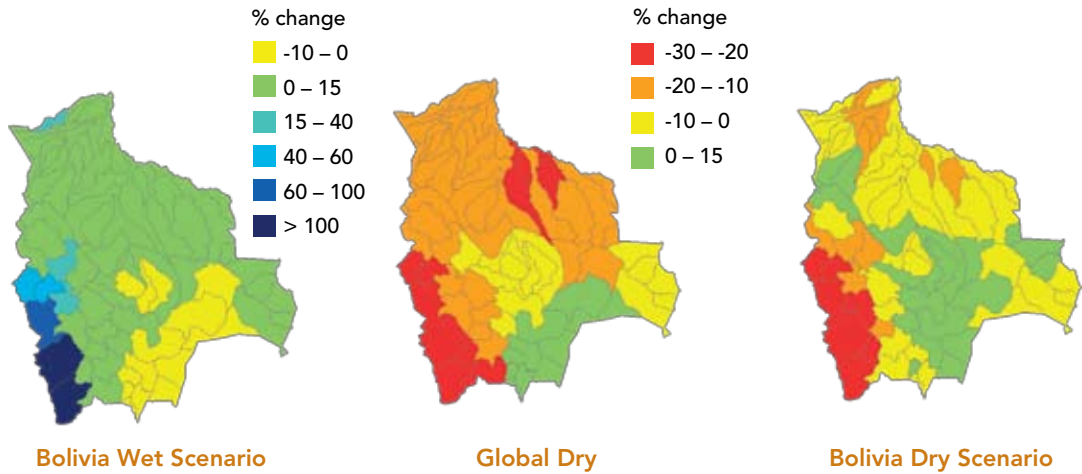 % change
-10 – 0
0 – 15
15 – 40
40 – 60
60 – 100
> 100
% change
-30 – -20
-20 – -10
-10 – 0
0 – 15
Bolivia Wet Scenario
Global Dry
Bolivia Dry Scenario